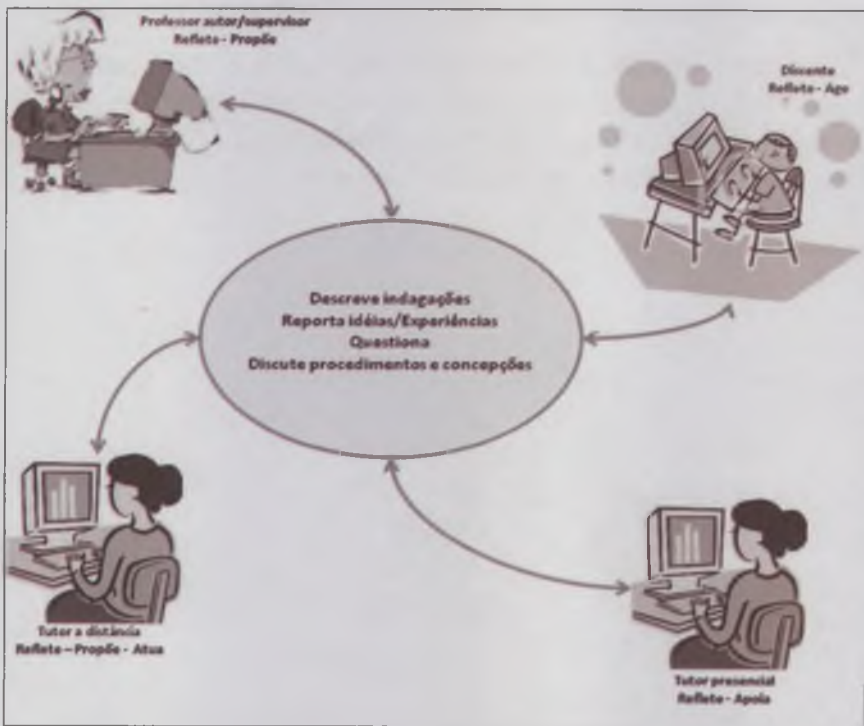 Professor autor/supervisor
Reflete - Propõe
Discente
Reflete - Age
Descreve indagações
Reporta idéias/Experiências
Questiona
Discute procedimentos e concepções
Tutor a distância
Reflete – Propõe - Atua
Tutor presencial
Reflete - Apoia